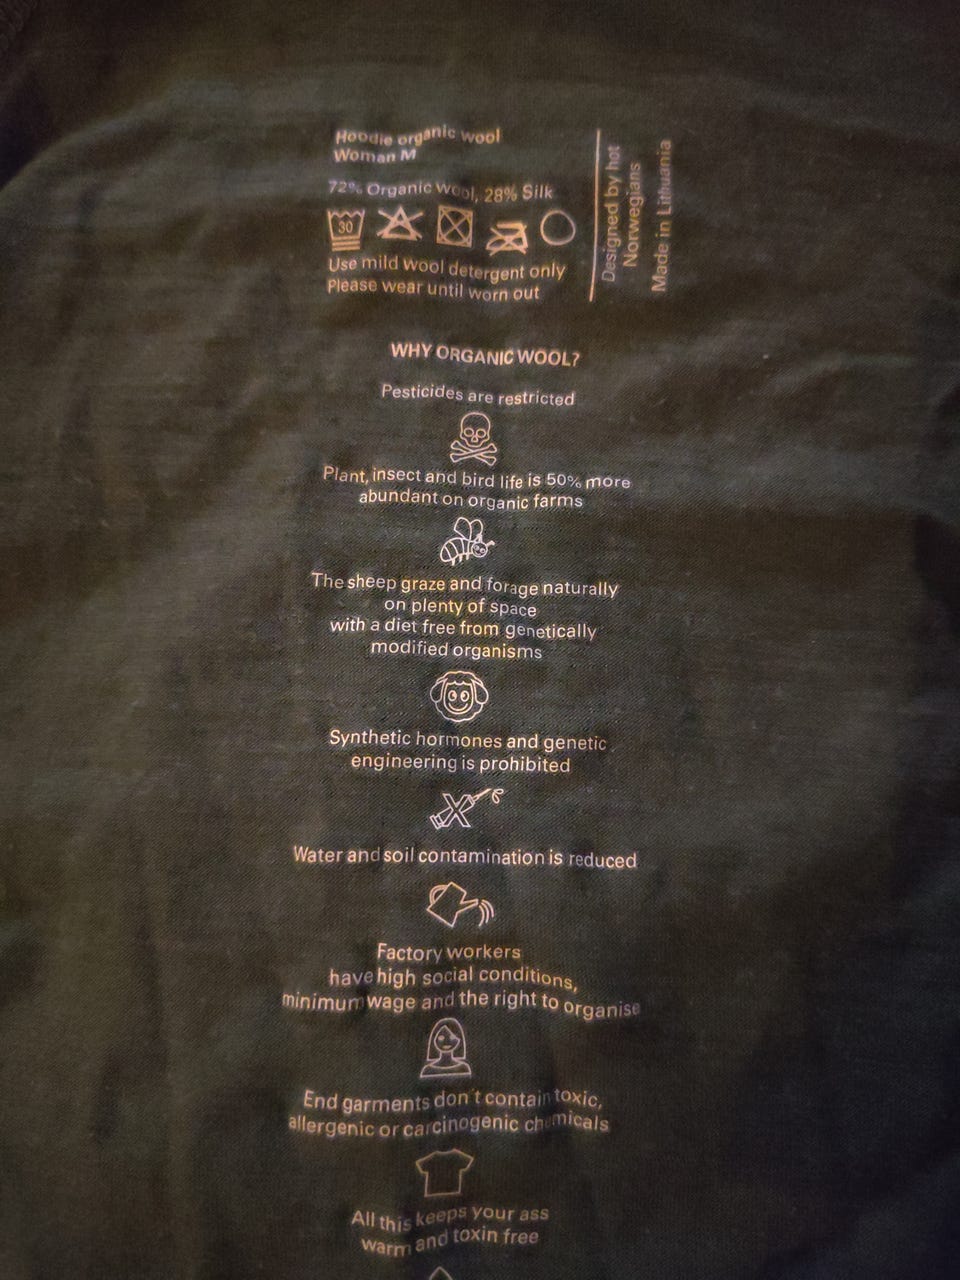 Hoodie organic wool
Woman M
72% Organic wool, 28% Silk
30
Use mild wool detergent only
Please wear until worn out
Designed by hot
Norwegians
Made in Lithuania
WHY ORGANIC WOOL?
Pesticides are restricted
Plant, insect and bird life is 50% more
abundant on organic farms
The sheep graze and forage naturally
on plenty of space
with a diet free from genetically
modified organisms
Synthetic hormones and genetic
engineering is prohibited
Water and soil contamination is reduced
Factory workers
have high social conditions,
minimum wage and the right to organise
End garments don't contain toxic,
allergenic or carcinogenic chemicals
All this keeps your ass
warm and toxin free